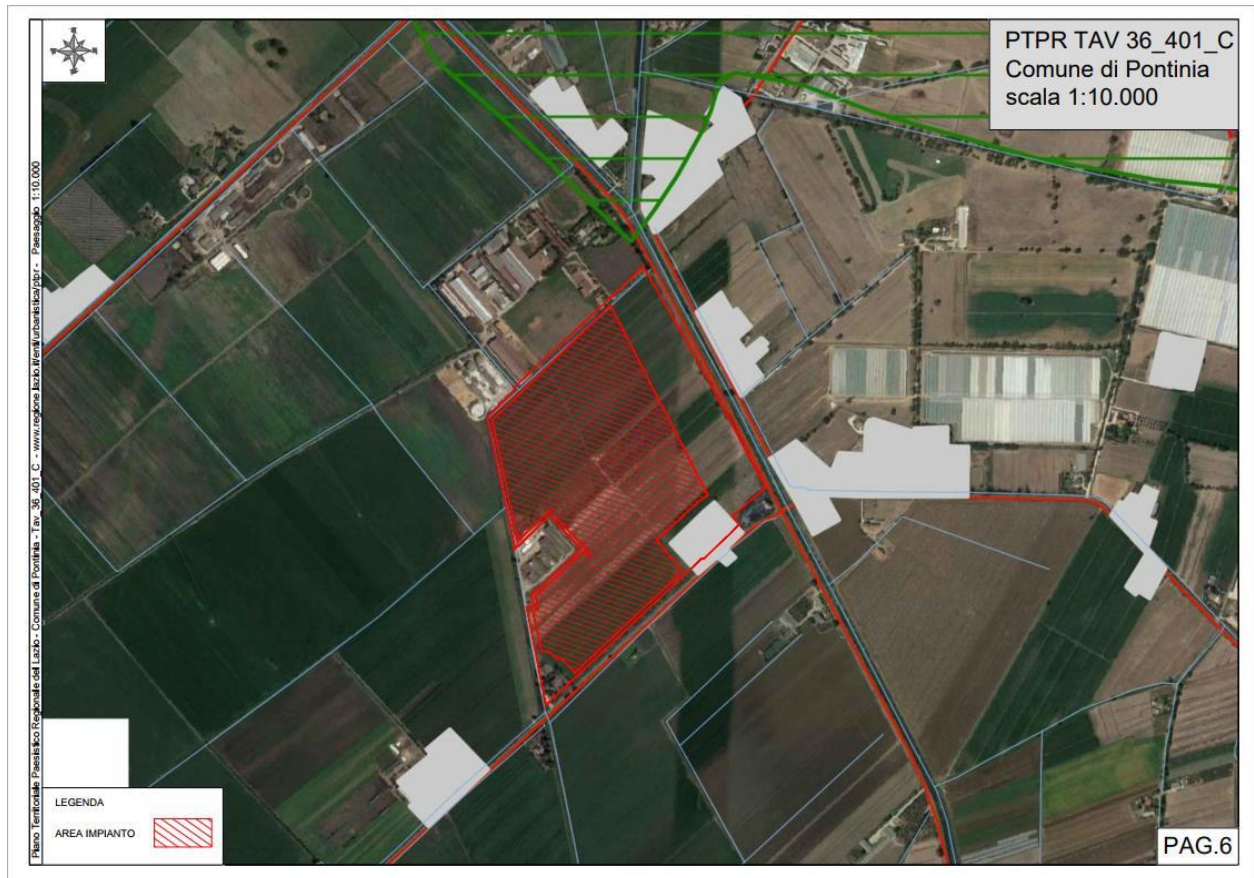 PTPR TAV 36_401_C
Comune di Pontinia
scala 1:10.000
Piano Territoriale Paesistico Regionale del Lazio - Comune di Pontinia - Tav_36_401_C - www.regione.lazio.it/enti/urbanistica/ptpr - Paesaggio 1:10.000
LEGENDA
AREA IMPIANTO
PAG.6